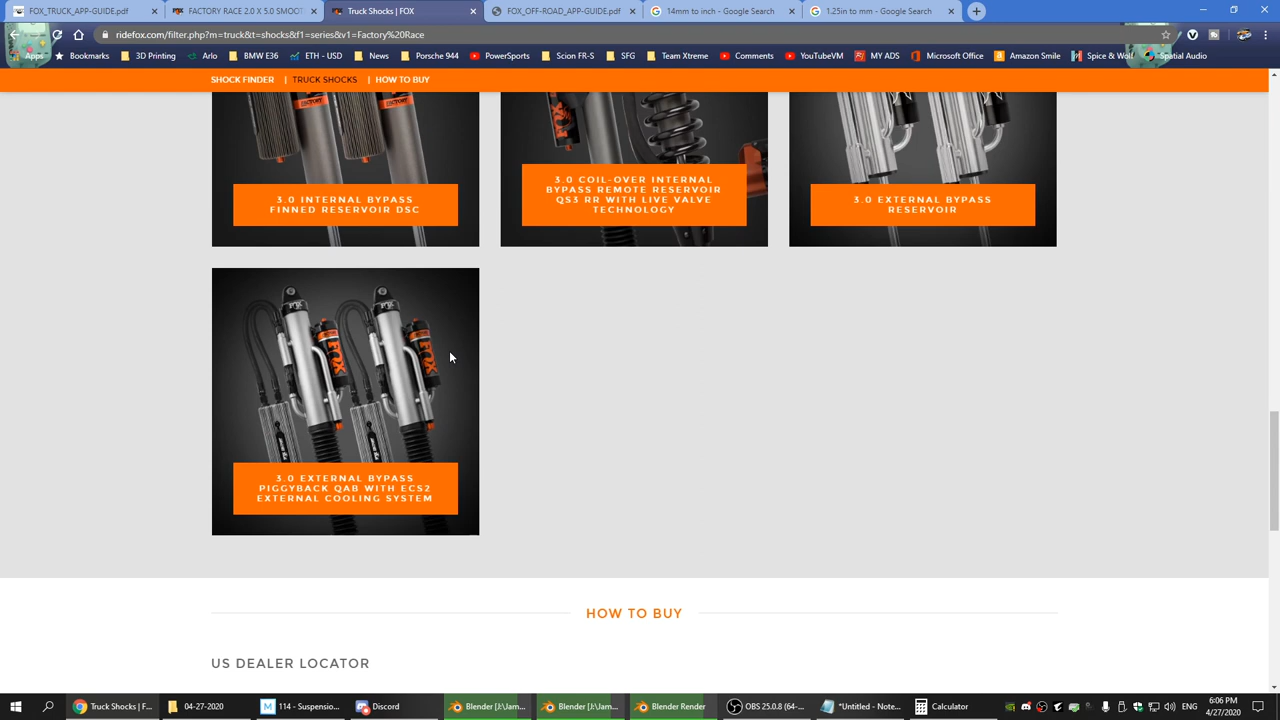 FOX_TRUCK_APP-GUIDE.pdf
FACTORY RACE 2.0 X 5.0 SMOOT
Truck Shocks | FOX
FOX_OFF-ROAD_APP-GUIDE.pdf
14mm to inch - Google Search
1.25in to mm - Google Search
ridefox.com/filter.php?m=truck&t=shocks&f1=series&v1=Factory%20Race
Apps
Bookmarks
3D Printing
Arlo
BMW E36
ETH - USD
News
Porsche 944
PowerSports
Scion FR-S
SFG
Team Xtreme
Comments
YouTubeVM
MY ADS
Microsoft Office
Amazon Smile
Spice & Wolf
Spatial Audio
SHOCK FINDER | TRUCK SHOCKS | HOW TO BUY
FACTORY
FACTORY
3.0 INTERNAL BYPASS
FINNED RESERVOIR DSC
FOX
3.0 COIL-OVER INTERNAL
BYPASS REMOTE RESERVOIR
QS3 RR WITH LIVE VALVE
TECHNOLOGY
3.0 EXTERNAL BYPASS
RESERVOIR
FOX
FOX
FOX
FOX
3.0 EXTERNAL BYPASS
PIGGYBACK QAB WITH ECS2
EXTERNAL COOLING SYSTEM
HOW TO BUY
US DEALER LOCATOR
Truck Shocks | F...
04-27-2020
114 - Suspensio...
Discord
Blender [J:\Jam...
Blender [J:\Jam...
Blender Render
OBS 25.0.8 (64-...
*Untitled - Note...
Calculator
6:06 PM
4/27/2020